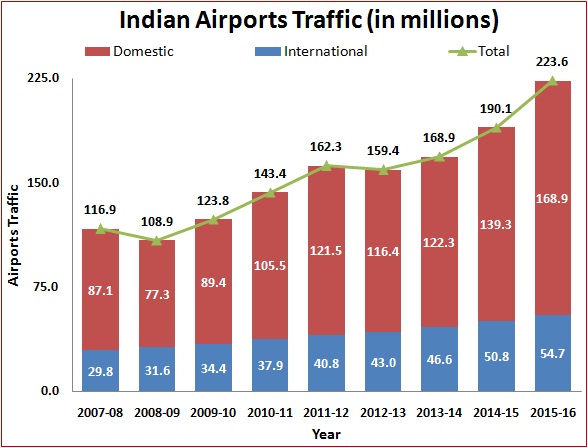 Indian Airports Traffic (in millions)
Domestic International Total
225.0
150.0
75.0
0.0
Airports Traffic
116.9 108.9 123.8 143.4 162.3 159.4 168.9 190.1 223.6
87.1 77.3 89.4 105.5 121.5 116.4 122.3 139.3 168.9
29.8 31.6 34.4 37.9 40.8 43.0 46.6 50.8 54.7
2007-08 2008-09 2009-10 2010-11 2011-12 2012-13 2013-14 2014-15 2015-16
Year